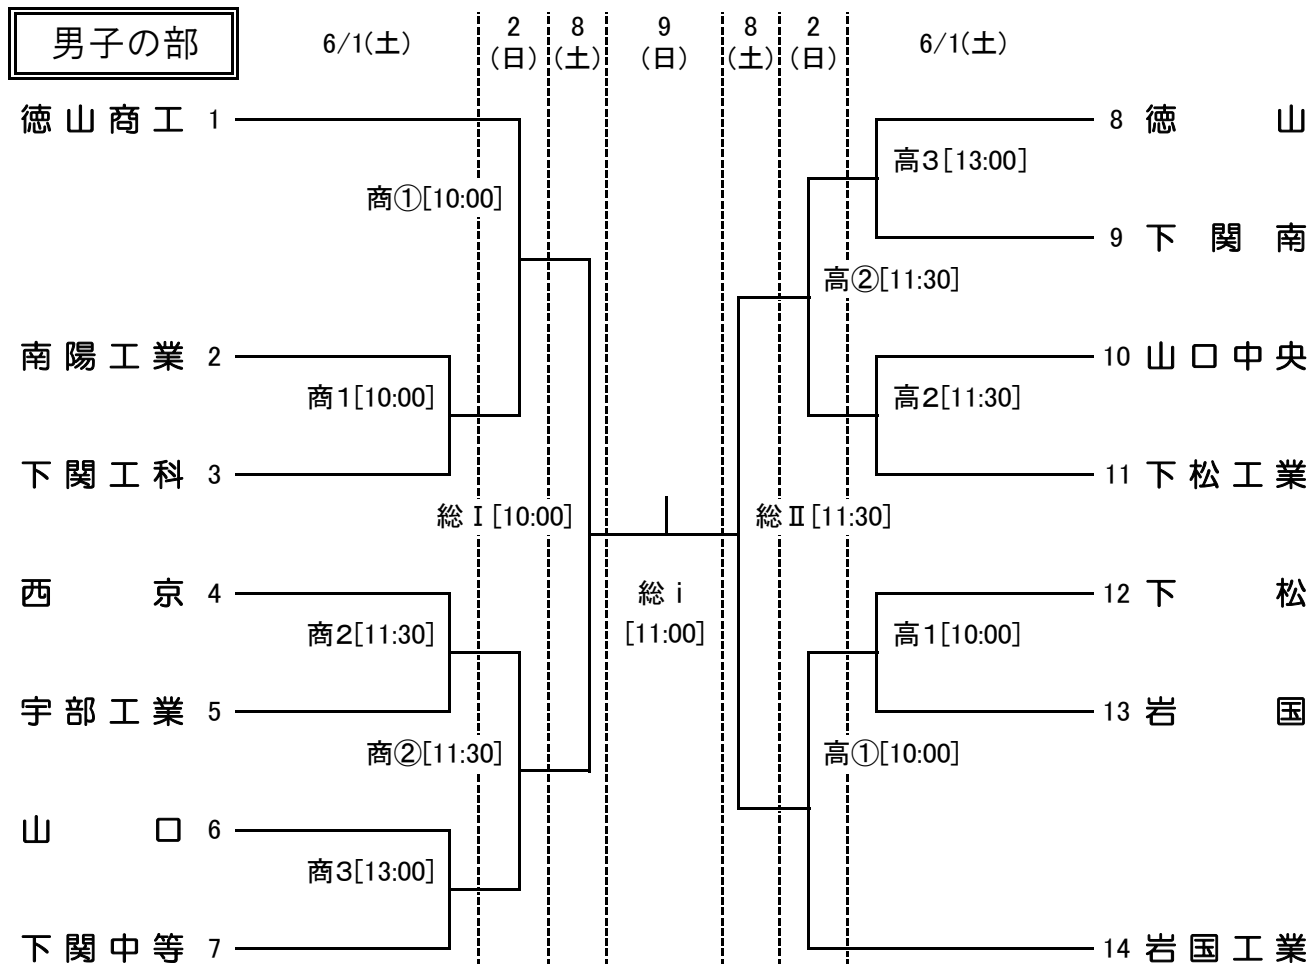 男子の部
6/1(土)
2
(日)
8
(土)
9
(日)
8
(土)
2
(日)
6/1(土)
徳山商工 1
商①[10:00]
南陽工業 2
商1[10:00]
下関工科 3
総Ⅰ[10:00]
西京 4
商2[11:30]
宇部工業 5
商②[11:30]
山口 6
商3[13:00]
下関中等 7
総ⅰ
[11:00]
8 徳山
高3[13:00]
9 下関南
高②[11:30]
10 山口中央
高2[11:30]
11 下松工業
総Ⅱ[11:30]
12 下松
高1[10:00]
13 岩国
高①[10:00]
14 岩国工業